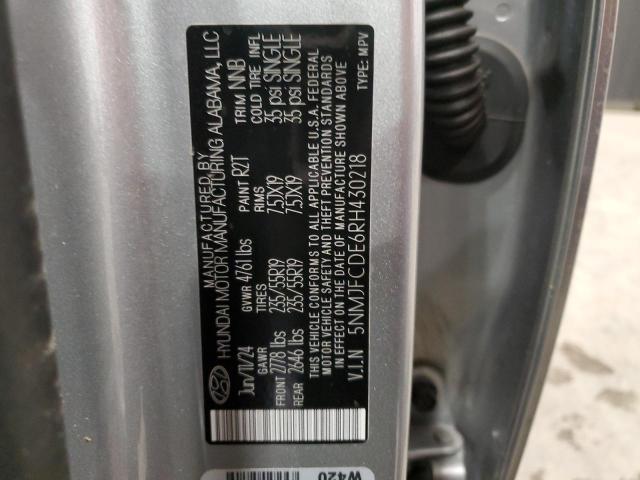 MANUFACTURED BY
HYUNDAI MOTOR MANUFACTURING ALABAMA, LLC
Jun/11/24 GVWR 4761 lbs PAINT R2T TRIM NNB
GAWR TIRES RIMS COLD TIRE INFL
FRONT 2778 lbs 235/55R19 7.5JX19 35 psi SINGLE
REAR 2646 lbs 235/55R19 7.5JX19 35 psi SINGLE
THIS VEHICLE CONFORMS TO ALL APPLICABLE U.S.A. FEDERAL
MOTOR VEHICLE SAFETY AND THEFT PREVENTION STANDARDS
IN EFFECT ON THE DATE OF MANUFACTURE SHOWN ABOVE
V.I.N 5NMJFCDE6RH430218 TYPE: MPV
W420